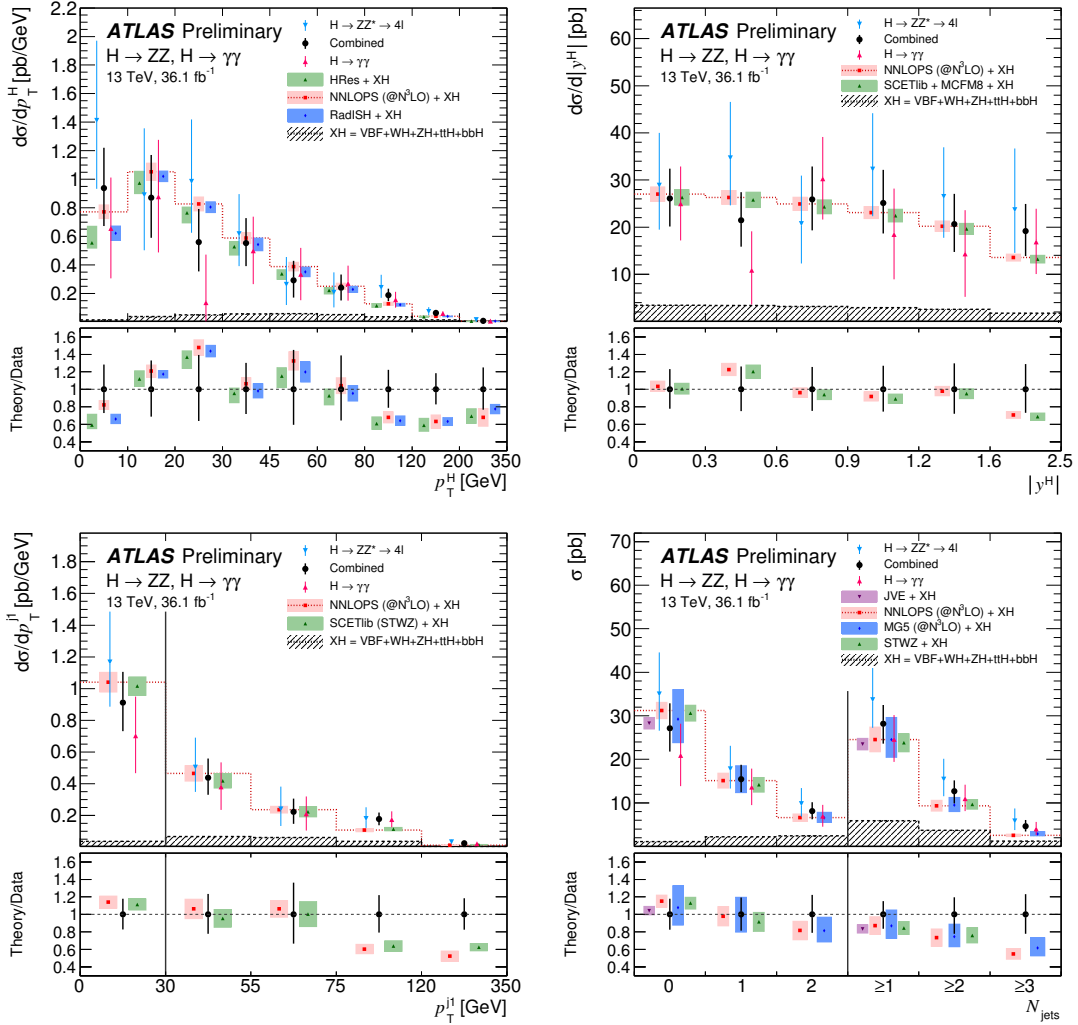 dσ/dp_T^H [pb/GeV]
2.2
2
1.8
1.6
1.4
1.2
1
0.8
0.6
0.4
0.2
ATLAS Preliminary
H → ZZ, H → γγ
13 TeV, 36.1 fb⁻¹
H → ZZ* → 4l
Combined
H → γγ
HRes + XH
NNLOPS (@N³LO) + XH
RadISH + XH
XH = VBF+WH+ZH+ttH+bbH
Theory/Data
1.6
1.4
1.2
1
0.8
0.6
0.4
0 10 20 30 45 60 80 120 200 350
p_T^H [GeV]
dσ/d|y^H| [pb]
60
50
40
30
20
10
ATLAS Preliminary
H → ZZ, H → γγ
13 TeV, 36.1 fb⁻¹
H → ZZ* → 4l
Combined
H → γγ
NNLOPS (@N³LO) + XH
SCETlib + MCFM8 + XH
XH = VBF+WH+ZH+ttH+bbH
Theory/Data
1.6
1.4
1.2
1
0.8
0.6
0.4
0 0.3 0.6 0.9 1.2 1.6 2.5
|y^H|
dσ/dp_T^j1 [pb/GeV]
1.8
1.6
1.4
1.2
1
0.8
0.6
0.4
0.2
ATLAS Preliminary
H → ZZ, H → γγ
13 TeV, 36.1 fb⁻¹
H → ZZ* → 4l
Combined
H → γγ
NNLOPS (@N³LO) + XH
SCETlib (STWZ) + XH
XH = VBF+WH+ZH+ttH+bbH
Theory/Data
1.6
1.4
1.2
1
0.8
0.6
0.4
0 30 55 75 120 350
p_T^j1 [GeV]
σ [pb]
70
60
50
40
30
20
10
ATLAS Preliminary
H → ZZ, H → γγ
13 TeV, 36.1 fb⁻¹
H → ZZ* → 4l
Combined
H → γγ
JVE + XH
NNLOPS (@N³LO) + XH
MG5 (@N³LO) + XH
STWZ + XH
XH = VBF+WH+ZH+ttH+bbH
Theory/Data
1.6
1.4
1.2
1
0.8
0.6
0.4
0 1 2 ≥1 ≥2 ≥3
N_jets